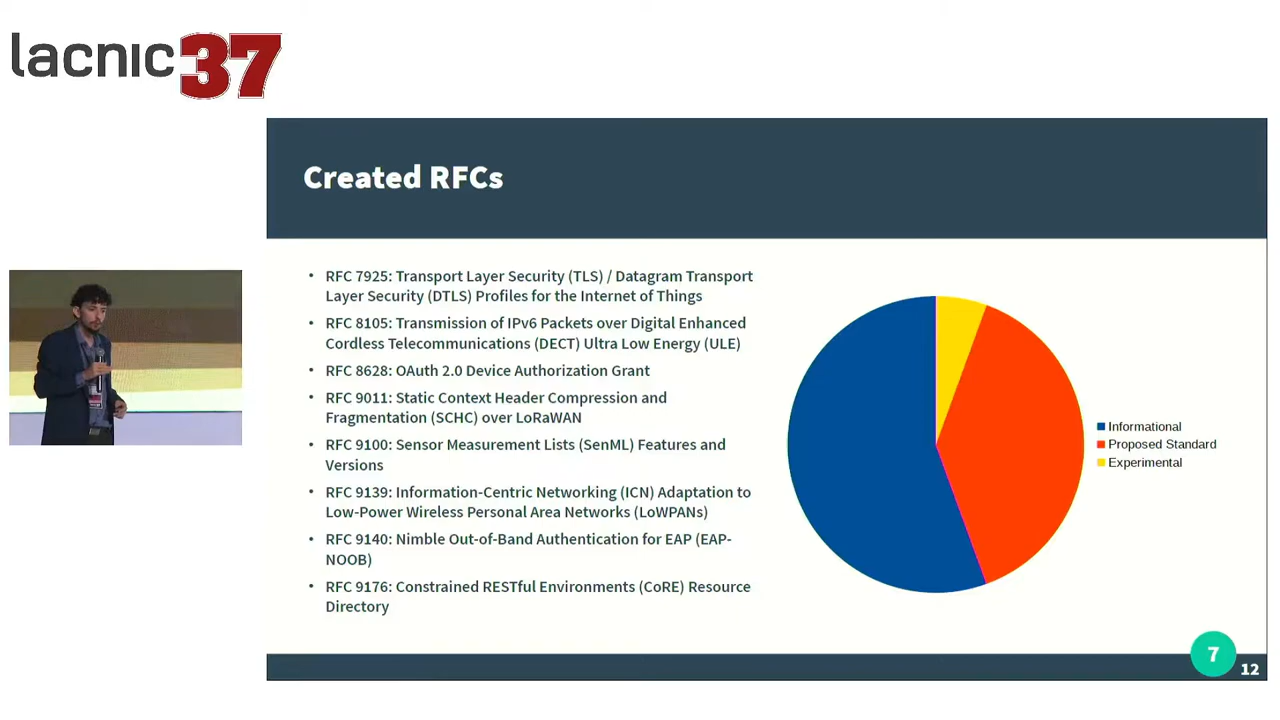 lacnic37
Created RFCs
• RFC 7925: Transport Layer Security (TLS) / Datagram Transport
Layer Security (DTLS) Profiles for the Internet of Things
• RFC 8105: Transmission of IPv6 Packets over Digital Enhanced
Cordless Telecommunications (DECT) Ultra Low Energy (ULE)
• RFC 8628: OAuth 2.0 Device Authorization Grant
• RFC 9011: Static Context Header Compression and
Fragmentation (SCHC) over LoRaWAN
• RFC 9100: Sensor Measurement Lists (SenML) Features and
Versions
• RFC 9139: Information-Centric Networking (ICN) Adaptation to
Low-Power Wireless Personal Area Networks (LoWPANs)
• RFC 9140: Nimble Out-of-Band Authentication for EAP (EAP-
NOOB)
• RFC 9176: Constrained RESTful Environments (CoRE) Resource
Directory
Informational
Proposed Standard
Experimental
7
12